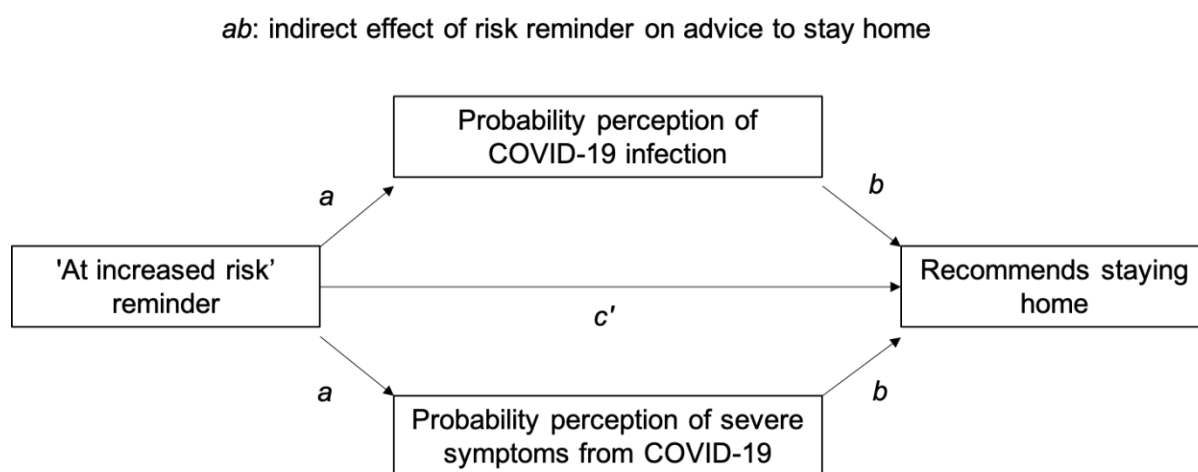 ab: indirect effect of risk reminder on advice to stay home
Probability perception of
COVID-19 infection
a
b
'At increased risk’
reminder
Recommends staying
home
c'
a
b
Probability perception of severe
symptoms from COVID-19